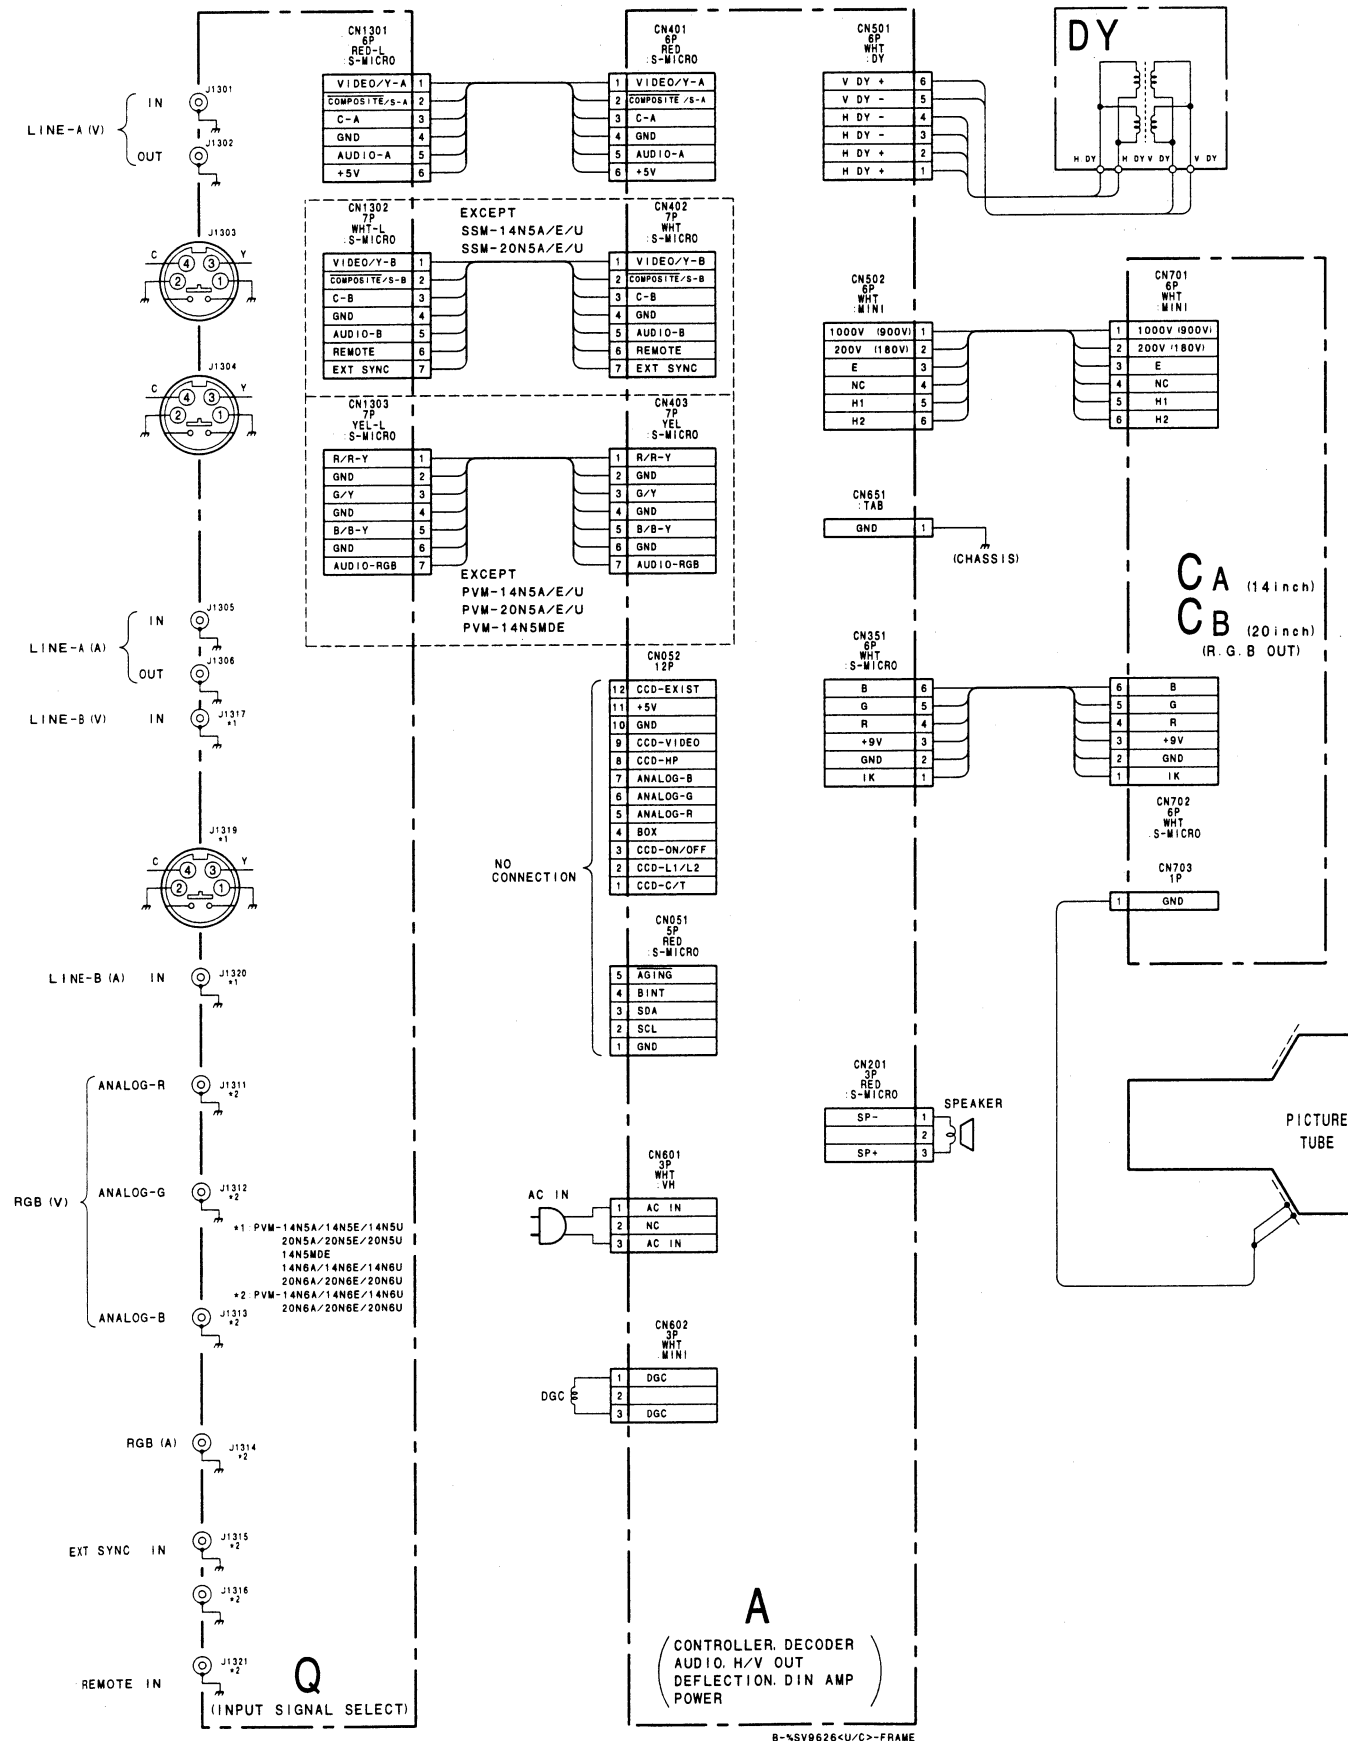 CN1301
6P
RED-L
:S-MICRO
VIDEO/Y-A 1
COMPOSITE/S-A 2
C-A 3
GND 4
AUDIO-A 5
+5V 6
CN401
6P
RED
:S-MICRO
1 VIDEO/Y-A
2 COMPOSITE/S-A
3 C-A
4 GND
5 AUDIO-A
6 +5V
CN501
6P
WHT
:DY
V DY + 6
V DY - 5
H DY - 4
H DY - 3
H DY + 2
H DY + 1
DY
H DY H DY V DY V DY
LINE-A (V)
IN
J1301
OUT
J1302
J1303
C 4 3 Y
2 1
J1304
C 4 3 Y
2 1
CN1302
7P
WHT-L
:S-MICRO
VIDEO/Y-B 1
COMPOSITE/S-B 2
C-B 3
GND 4
AUDIO-B 5
REMOTE 6
EXT SYNC 7
EXCEPT
SSM-14N5A/E/U
SSM-20N5A/E/U
CN402
7P
WHT
:S-MICRO
1 VIDEO/Y-B
2 COMPOSITE/S-B
3 C-B
4 GND
5 AUDIO-B
6 REMOTE
7 EXT SYNC
CN1303
7P
YEL-L
:S-MICRO
R/R-Y 1
GND 2
G/Y 3
GND 4
B/B-Y 5
GND 6
AUDIO-RGB 7
CN403
7P
YEL
:S-MICRO
1 R/R-Y
2 GND
3 G/Y
4 GND
5 B/B-Y
6 GND
7 AUDIO-RGB
EXCEPT
PVM-14N5A/E/U
PVM-20N5A/E/U
PVM-14N5MDE
CN502
6P
WHT
:MINI
1000V (900V) 1
200V (180V) 2
E 3
NC 4
H1 5
H2 6
CN701
6P
WHT
:MINI
1 1000V (900V)
2 200V (180V)
3 E
4 NC
5 H1
6 H2
CN651
:TAB
GND 1
(CHASSIS)
CA (14inch)
CB (20inch)
(R.G.B OUT)
LINE-A (A)
IN
J1305
OUT
J1306
LINE-B (V) IN
J1317
*1
J1319
*1
C 4 3 Y
2 1
CN052
12P
12 CCD-EXIST
11 +5V
10 GND
9 CCD-VIDEO
8 CCD-HP
7 ANALOG-B
6 ANALOG-G
5 ANALOG-R
4 BOX
3 CCD-ON/OFF
2 CCD-L1/L2
1 CCD-C/T
NO
CONNECTION
CN051
5P
RED
:S-MICRO
5 AGING
4 BINT
3 SDA
2 SCL
1 GND
CN351
6P
WHT
:S-MICRO
B 6
G 5
R 4
+9V 3
GND 2
IK 1
6 B
5 G
4 R
3 +9V
2 GND
1 IK
CN702
6P
WHT
:S-MICRO
CN703
1P
1 GND
LINE-B (A) IN
J1320
*1
RGB (V)
ANALOG-R
J1311
*2
ANALOG-G
J1312
*2
ANALOG-B
J1313
*2
*1:PVM-14N5A/14N5E/14N5U
20N5A/20N5E/20N5U
14N5MDE
14N6A/14N6E/14N6U
20N6A/20N6E/20N6U
*2:PVM-14N6A/14N6E/14N6U
20N6A/20N6E/20N6U
CN201
3P
RED
:S-MICRO
SP- 1
2
SP+ 3
SPEAKER
PICTURE
TUBE
CN601
3P
WHT
:VH
AC IN
1 AC IN
2 NC
3 AC IN
CN602
3P
WHT
:MINI
DGC
1 DGC
2
3 DGC
RGB (A)
J1314
*2
EXT SYNC IN
J1315
*2
J1316
*2
REMOTE IN
J1321
*2
Q
(INPUT SIGNAL SELECT)
A
(CONTROLLER, DECODER
AUDIO, H/V OUT
DEFLECTION, DIN AMP
POWER)
B-%SV9626<U/C>-FRAME